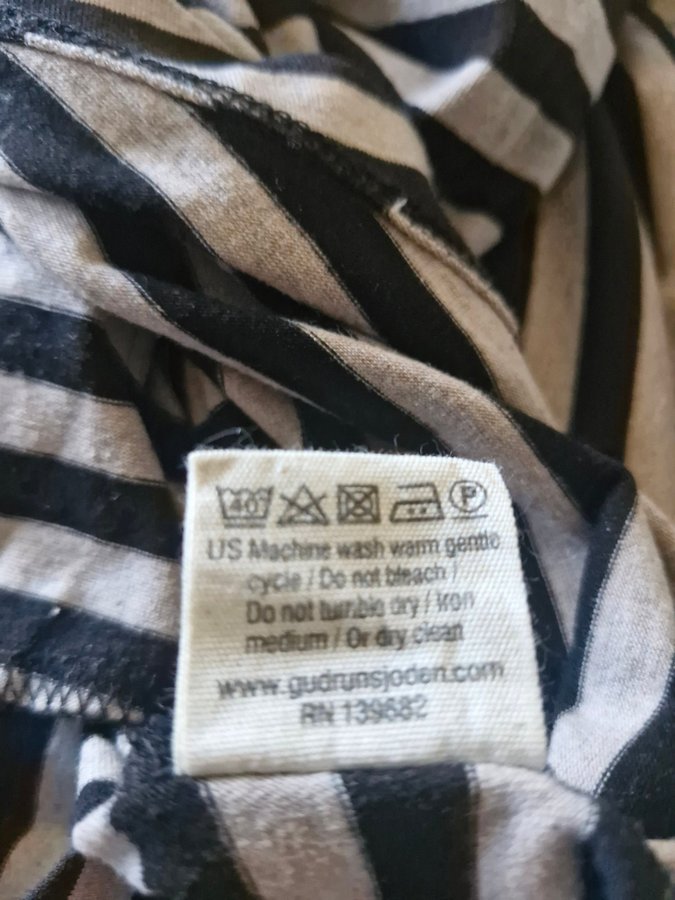 40 P
US Machine wash warm gentle
cycle / Do not bleach /
Do not tumble dry / Iron
medium / Or dry clean
www.gudrunsjoden.com
RN 139682